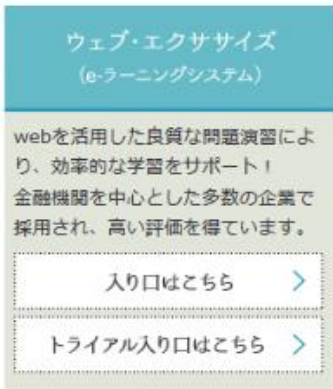 ウェブ・エクササイズ
(e-ラーニングシステム)
webを活用した良質な問題演習によ
り、効率的な学習をサポート！
金融機関を中心とした多数の企業で
採用され、高い評価を得ています。
入り口はこちら
トライアル入り口はこちら